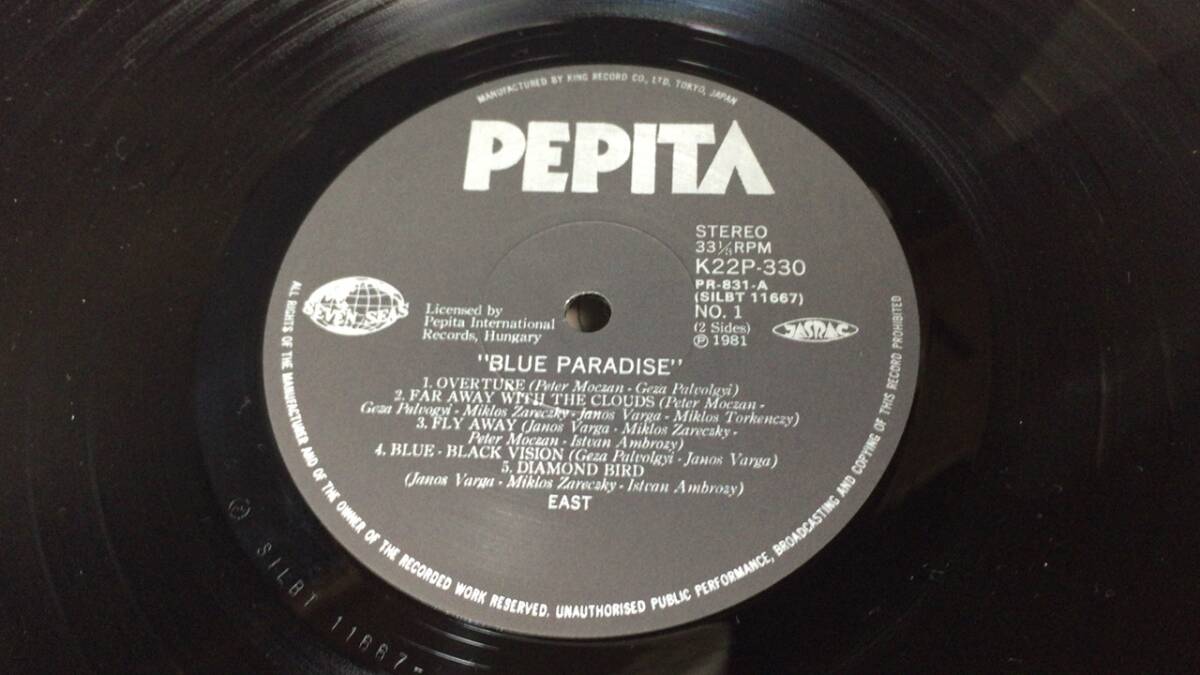 MANUFACTURED BY KING RECORD CO., LTD. TOKYO, JAPAN
PEPITA
STEREO
33⅓RPM
K22P-330
PR-831-A
(SILBT 11667)
NO. 1
(2 Sides)
Ⓟ 1981
JASRAC
SEVEN SEAS
Licensed by
Pepita International
Records, Hungary
"BLUE PARADISE"
1. OVERTURE (Peter Moczan - Geza Palvolgyi)
2. FAR AWAY WITH THE CLOUDS (Peter Moczan -
Geza Palvogyi - Miklos Zareczky - Janos Varga - Miklos Torkenczy)
3. FLY AWAY (Janos Varga - Miklos Zareczky -
Peter Moczan - Istvan Ambrozy)
4. BLUE - BLACK VISION (Geza Palvolgyi - Janos Varga)
5. DIAMOND BIRD
(Janos Varga - Miklos Zareczky - Istvan Ambrozy)
EAST
ALL RIGHTS OF THE MANUFACTURER AND OF THE OWNER OF THE RECORDED WORK RESERVED. UNAUTHORISED PUBLIC PERFORMANCE, BROADCASTING AND COPYING OF THIS RECORD PROHIBITED
SILBT 11667